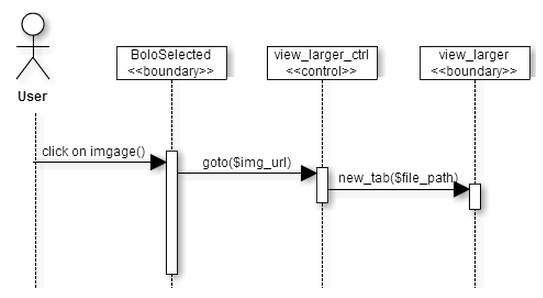 BoloSelected
<<boundary>>
view_larger_ctrl
<<control>>
view_larger
<<boundary>>
User
click on imgage()
goto($img_url)
new_tab($file_path)